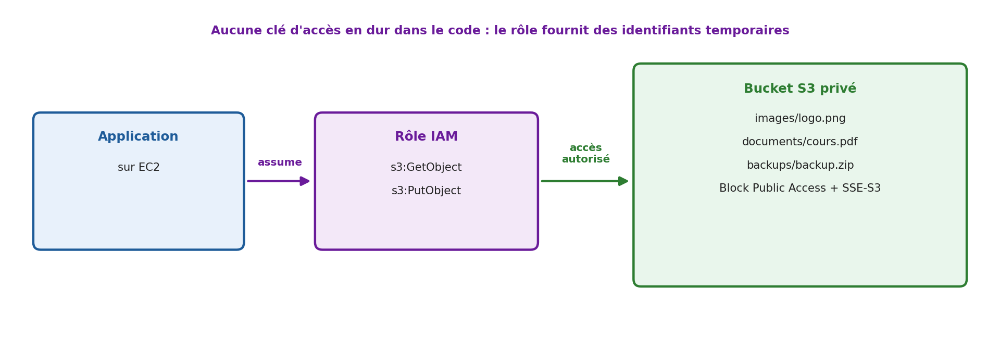 Aucune clé d'accès en dur dans le code : le rôle fournit des identifiants temporaires
Application
sur EC2
assume
Rôle IAM
s3:GetObject
s3:PutObject
accès
autorisé
Bucket S3 privé
images/logo.png
documents/cours.pdf
backups/backup.zip
Block Public Access + SSE-S3